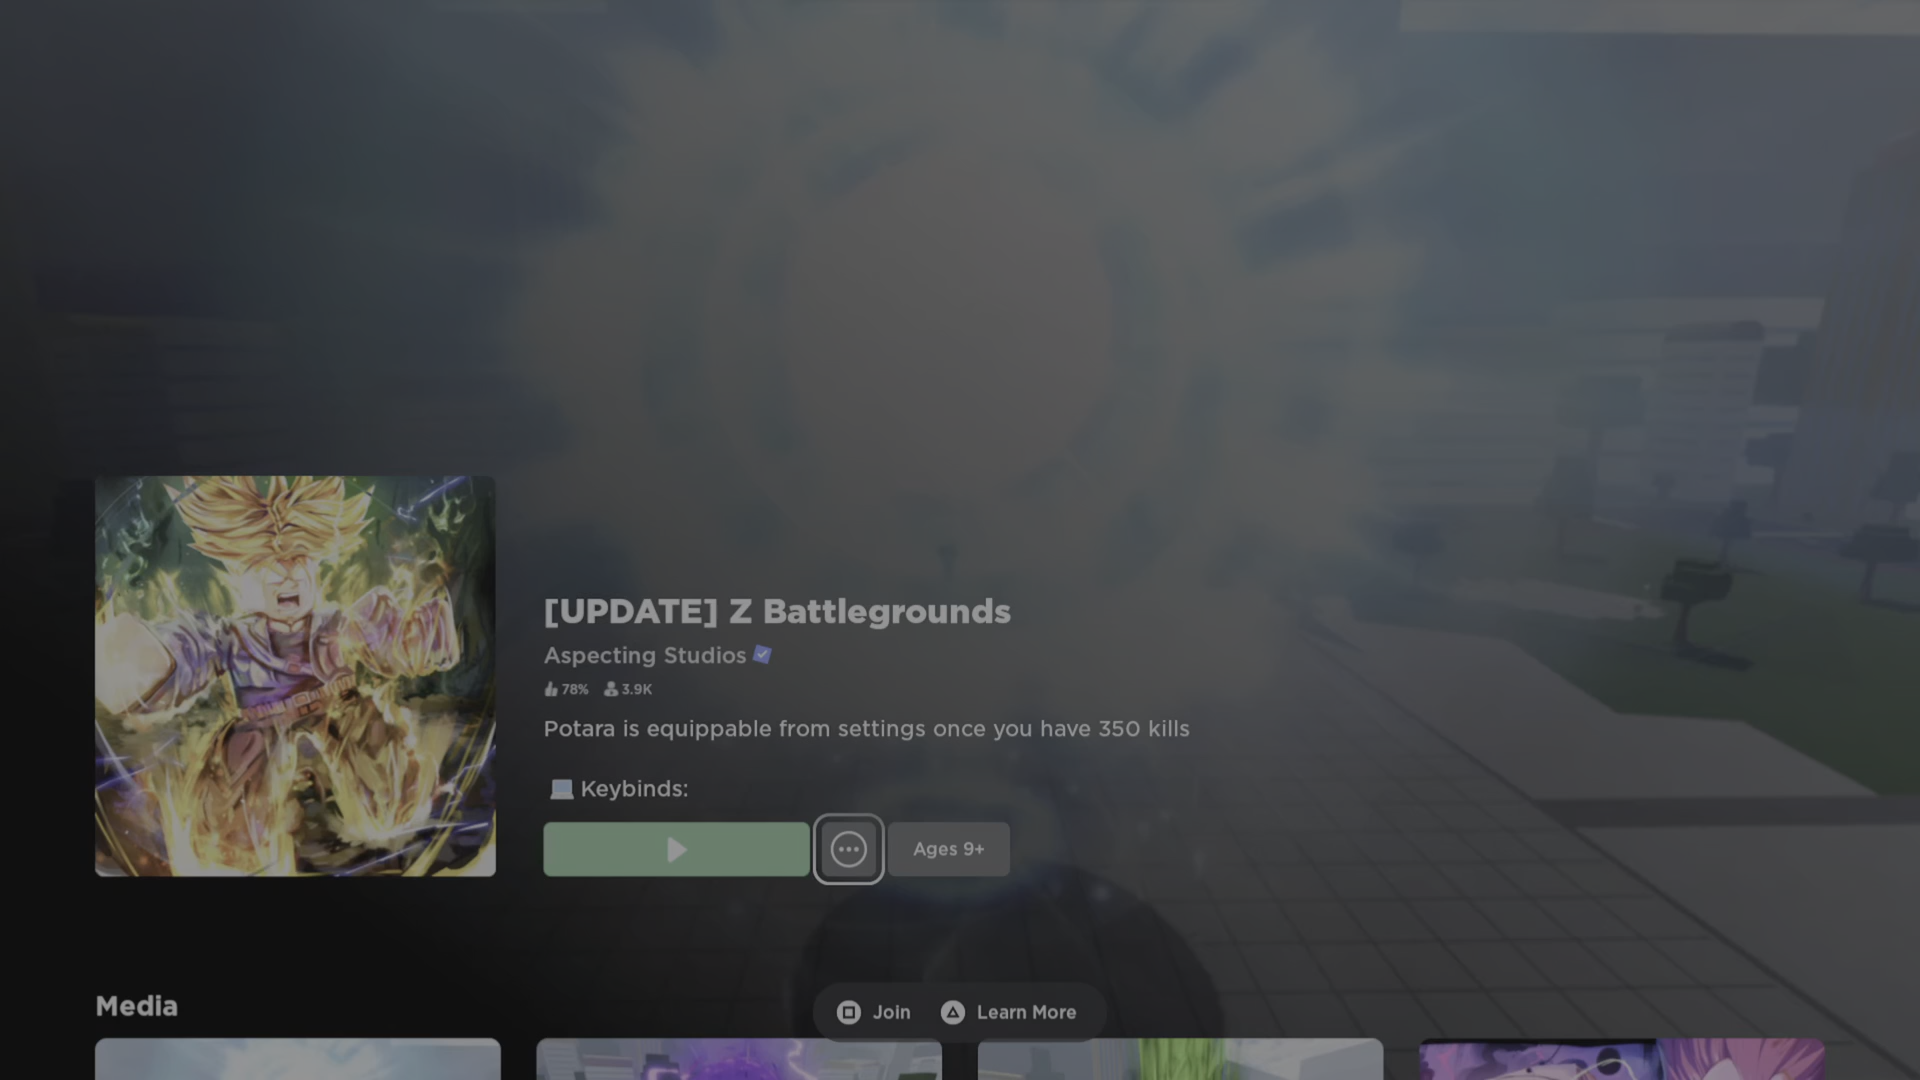 [UPDATE] Z Battlegrounds
Aspecting Studios
78% 3.9K
Potara is equippable from settings once you have 350 kills
Keybinds:
Ages 9+
Media
Join Learn More